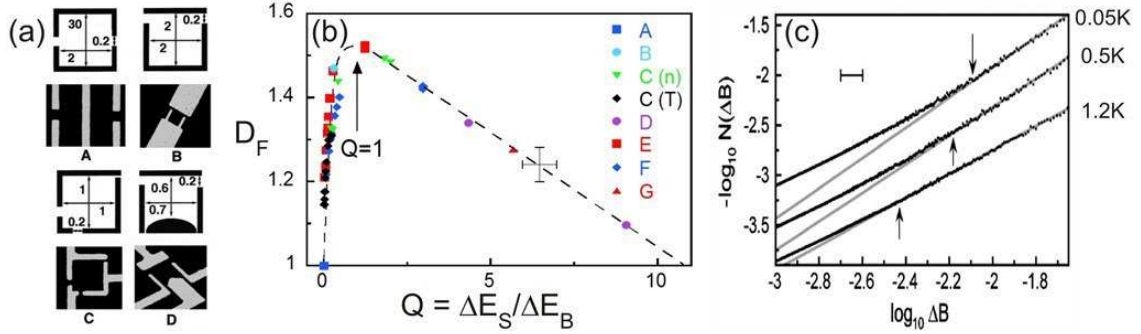 (a)
30
0.2
2
2
0.2
2
A
B
1
0.2
1
0.2
0.6
0.7
C
D
(b)
D_F
1.6
1.4
1.2
1
0
5
10
Q=1
Q = ΔE_S/ΔE_B
A
B
C (n)
C (T)
D
E
F
G
(c)
-log₁₀ N(ΔB)
-1.5
-2
-2.5
-3
-3.5
-3
-2.8
-2.6
-2.4
-2.2
-2
-1.8
log₁₀ ΔB
0.05K
0.5K
1.2K